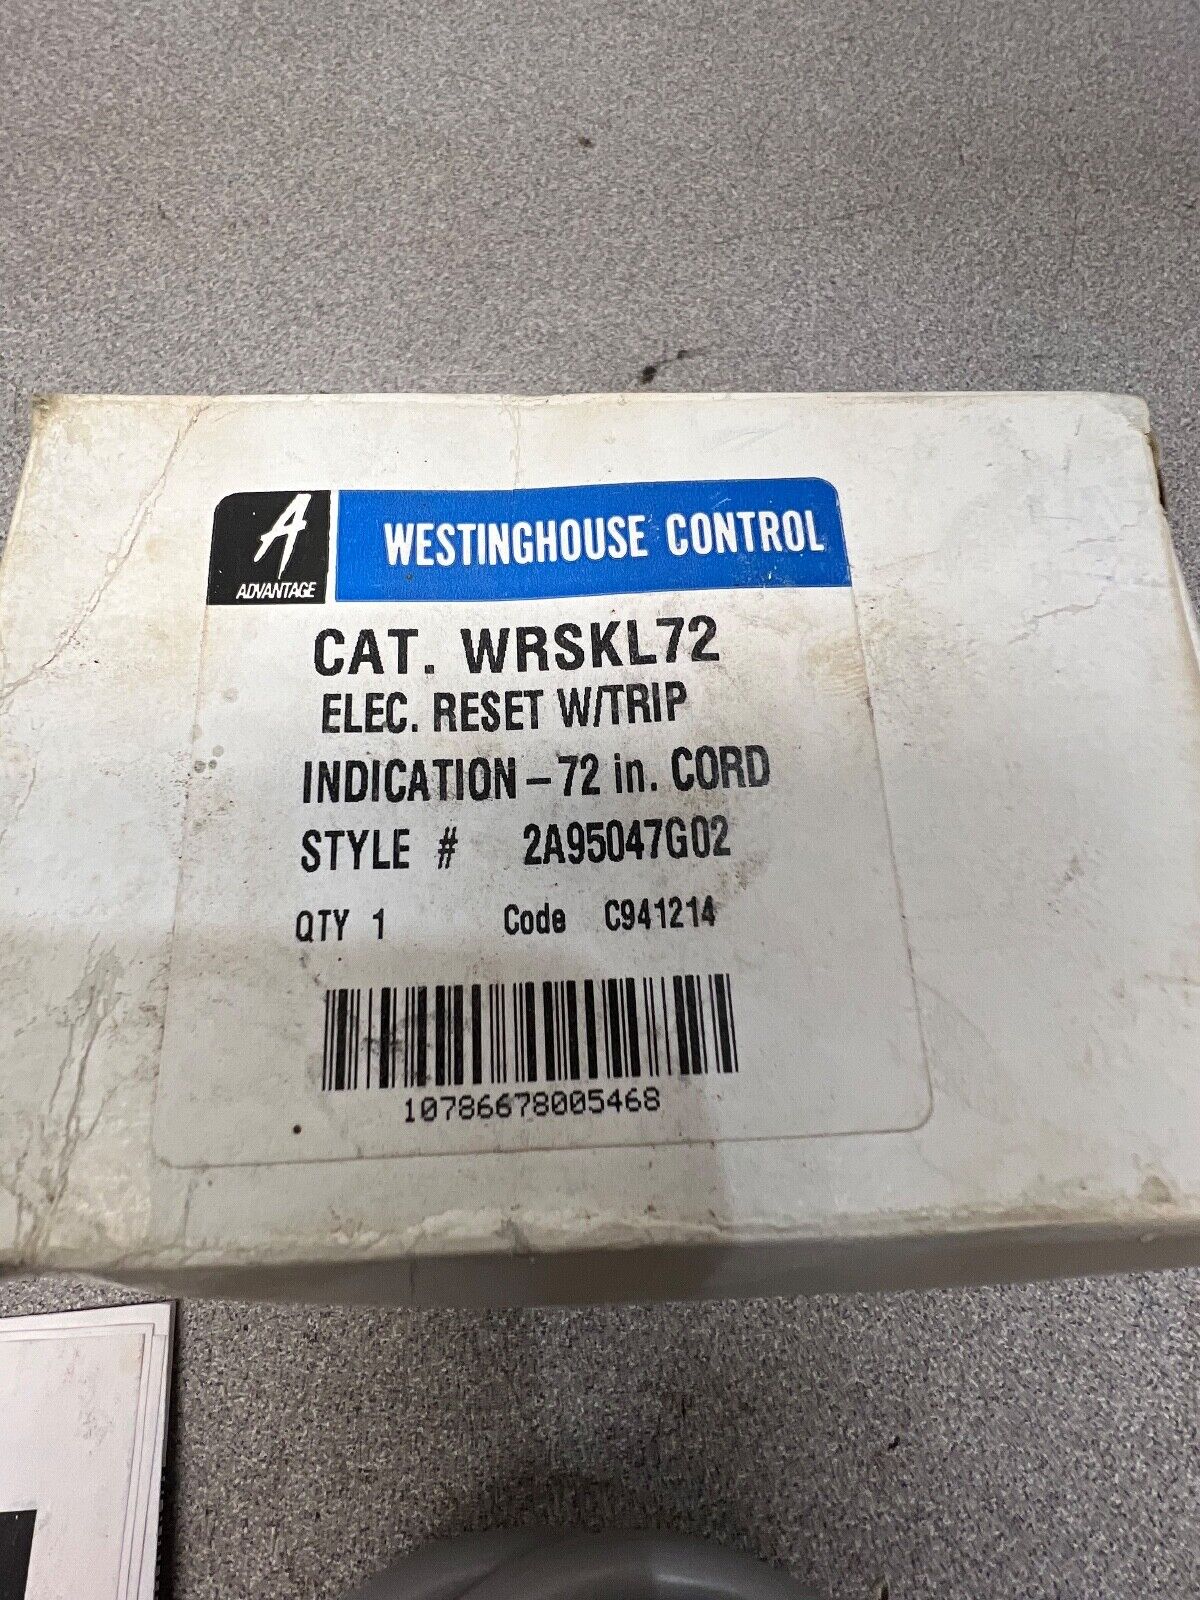 A
ADVANTAGE
WESTINGHOUSE CONTROL
CAT. WRSKL72
ELEC. RESET W/TRIP
INDICATION – 72 in. CORD
STYLE # 2A95047G02
QTY 1 Code C941214
10786678005468